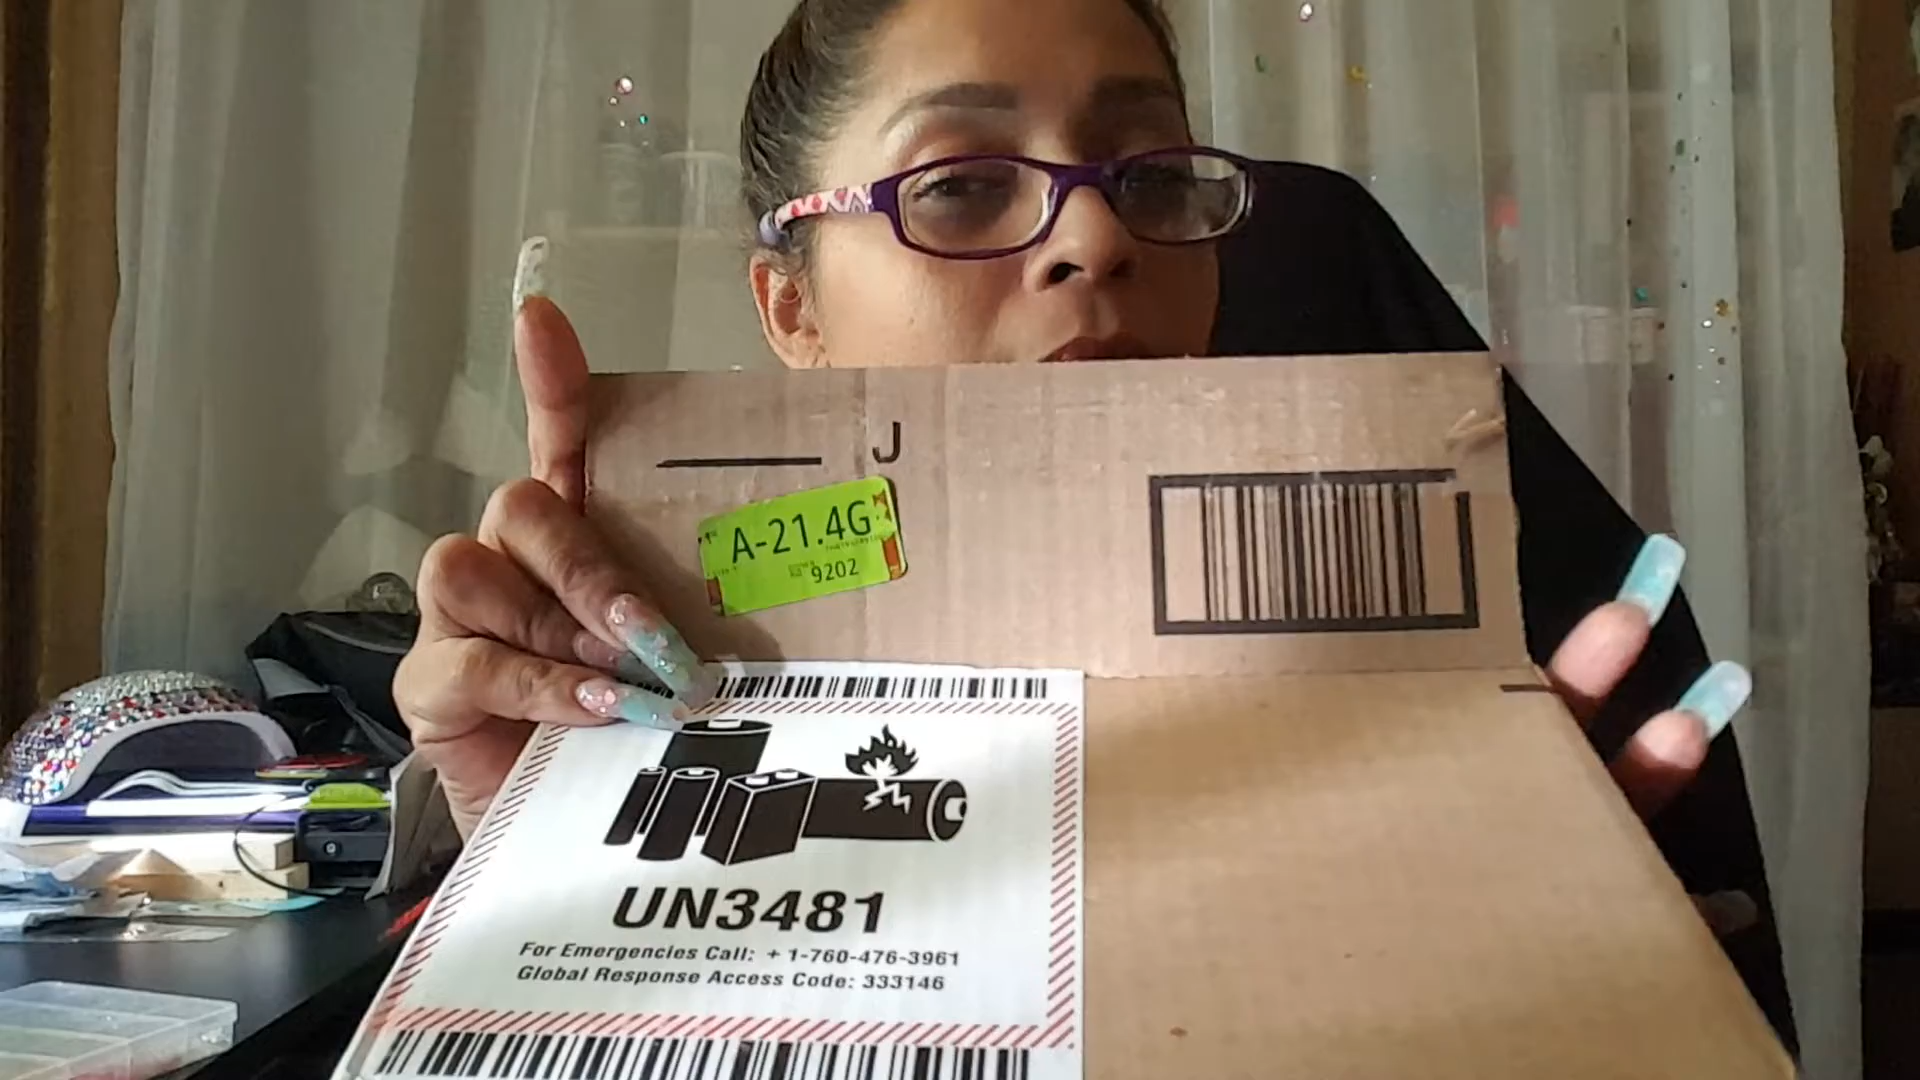 J
A-21.4G
9202
UN3481
For Emergencies Call: + 1-760-476-3961
Global Response Access Code: 333146